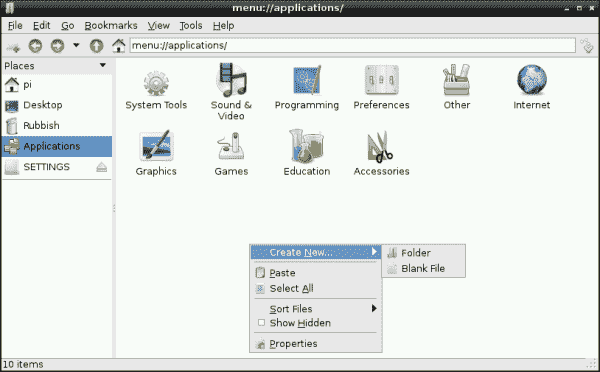 menu://applications/
File Edit Go Bookmarks View Tools Help
menu://applications/
Places
pi
Desktop
Rubbish
Applications
SETTINGS
System Tools
Sound &
Video
Programming
Preferences
Other
Internet
Graphics
Games
Education
Accessories
Create New...
Folder
Blank File
Paste
Select All
Sort Files
Show Hidden
Properties
10 items